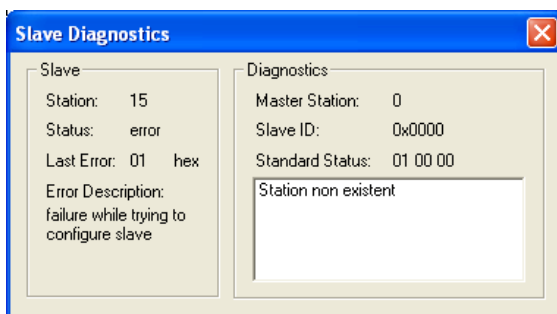 Slave Diagnostics
Slave
Station: 15
Status: error
Last Error: 01 hex
Error Description:
failure while trying to
configure slave
Diagnostics
Master Station: 0
Slave ID: 0x0000
Standard Status: 01 00 00
Station non existent